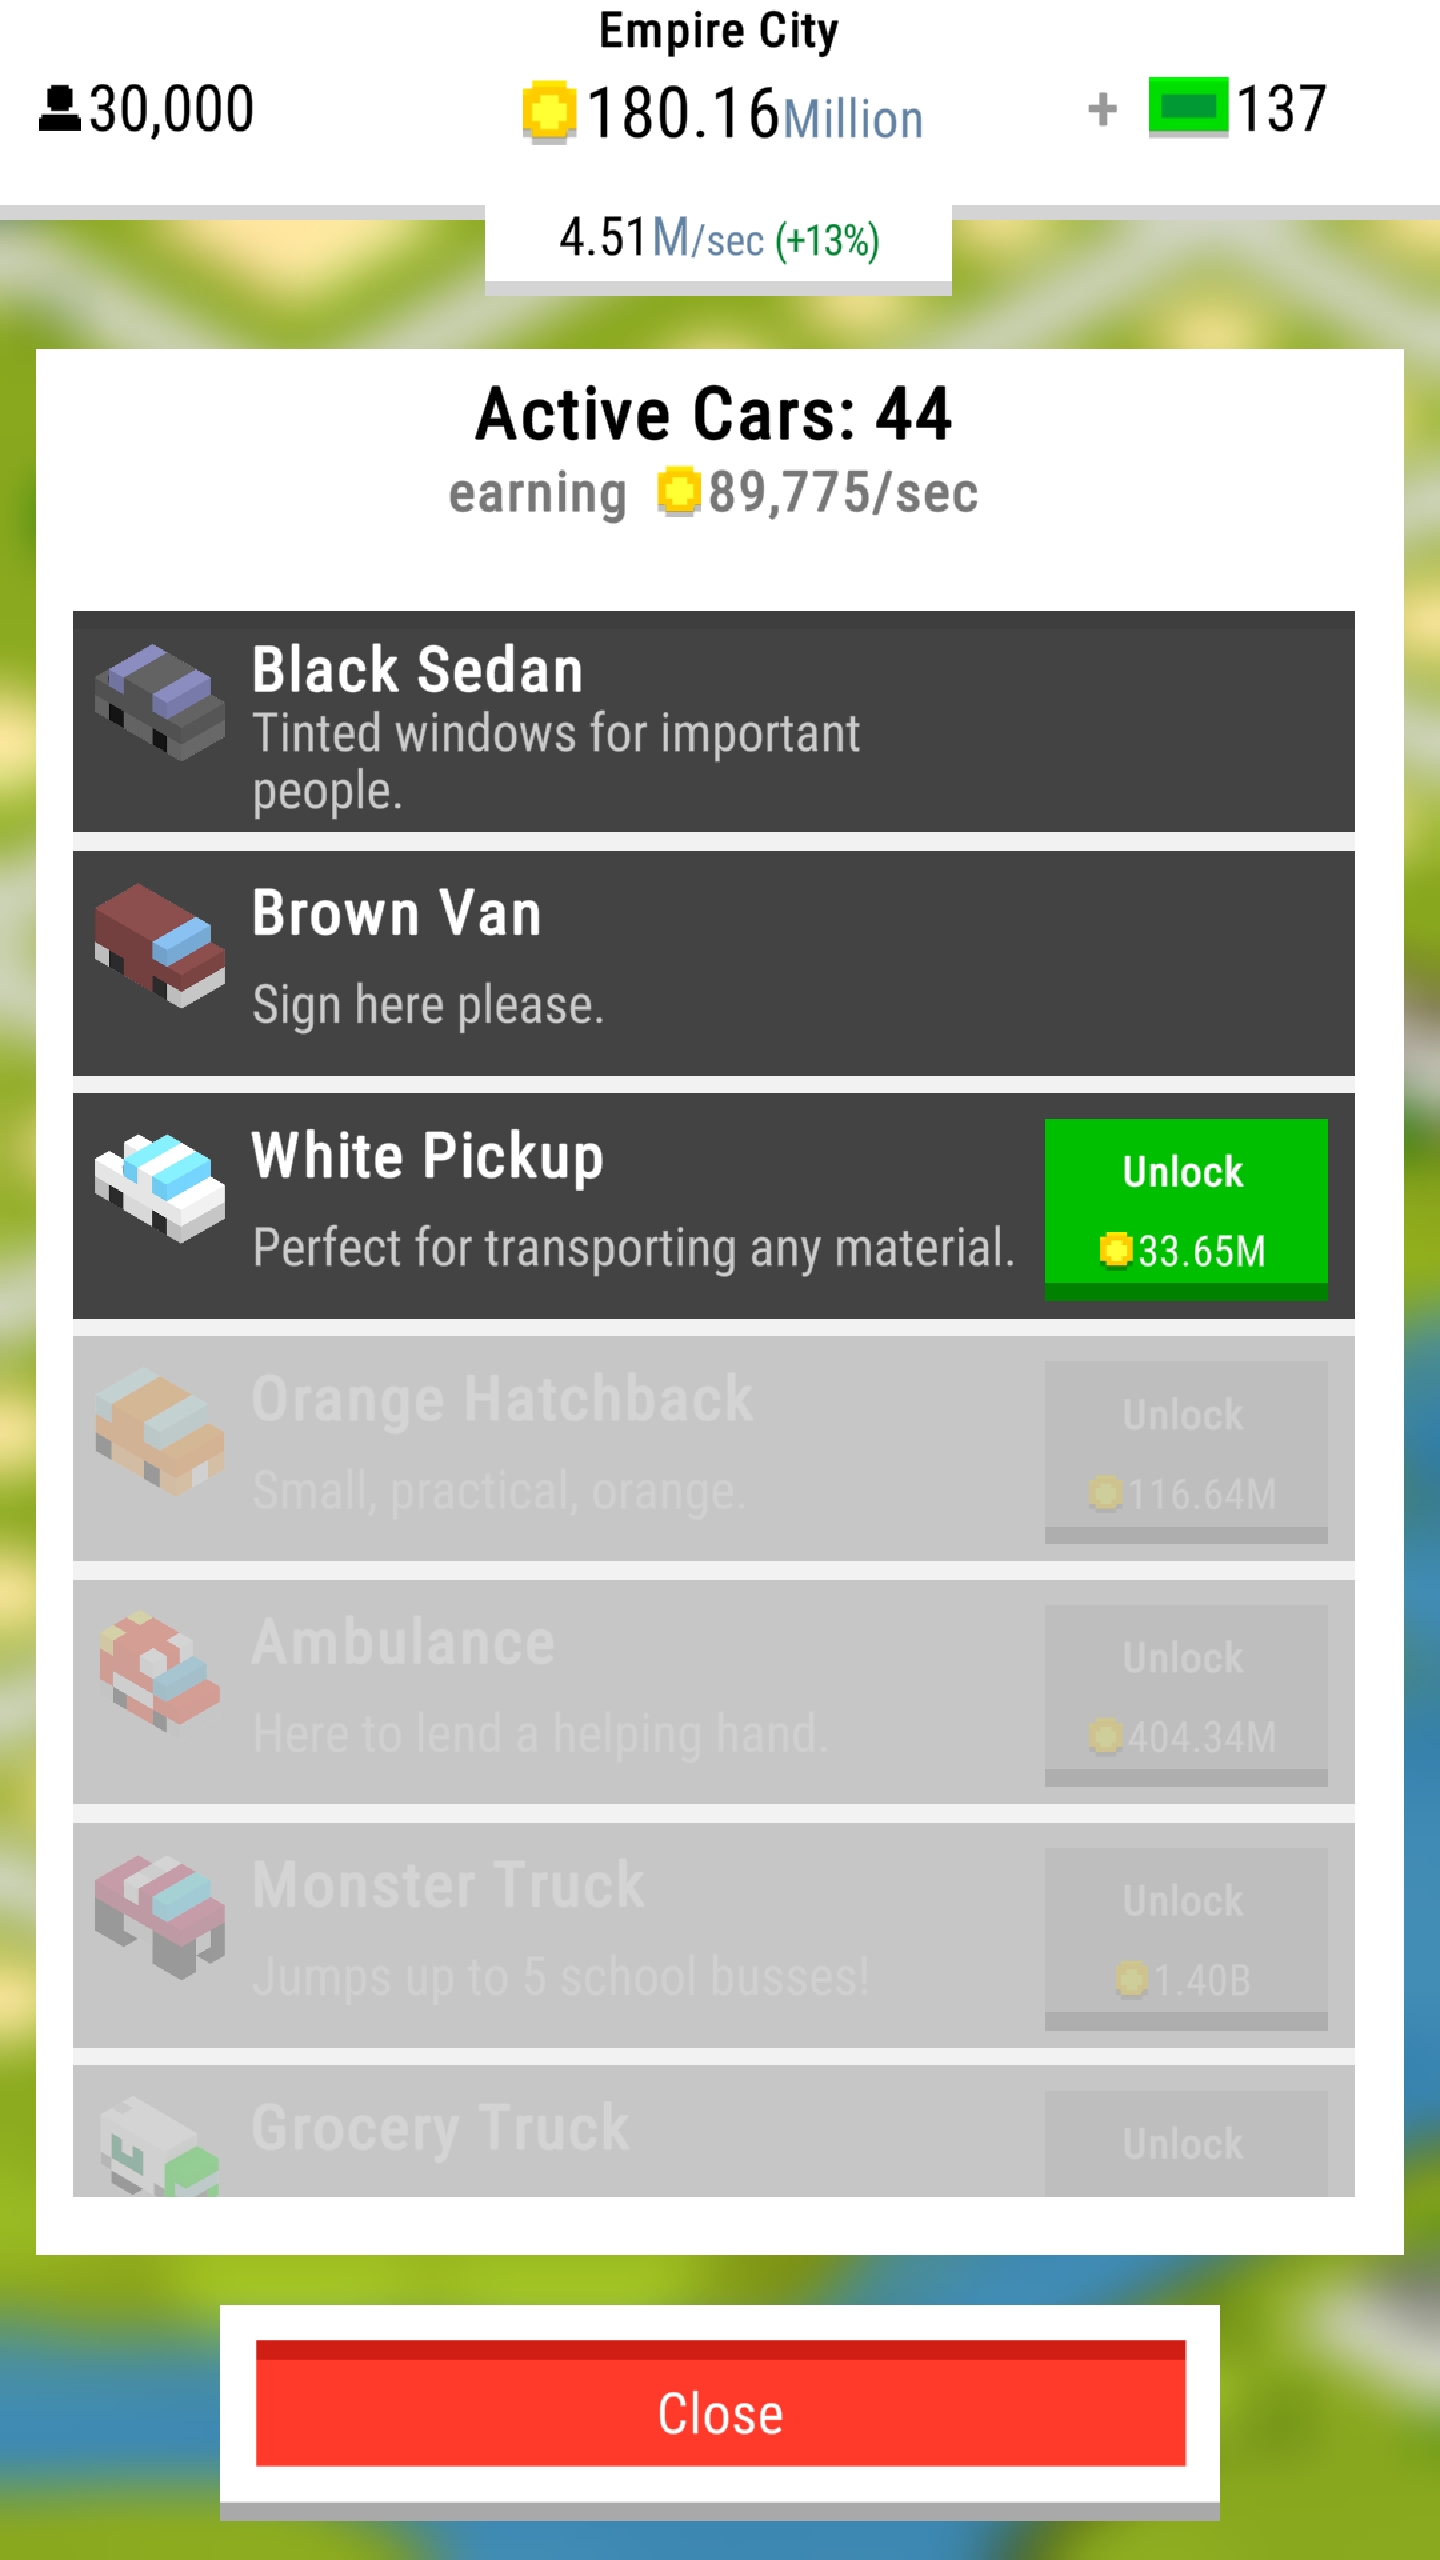 Empire City
30,000
180.16Million
+ 137
4.51M/sec (+13%)
Active Cars: 44
earning 89,775/sec
Black Sedan
Tinted windows for important
people.
Brown Van
Sign here please.
White Pickup
Perfect for transporting any material.
Unlock
33.65M
Orange Hatchback
Small, practical, orange.
Unlock
116.64M
Ambulance
Here to lend a helping hand.
Unlock
404.34M
Monster Truck
Jumps up to 5 school busses!
Unlock
1.40B
Grocery Truck
Unlock
Close